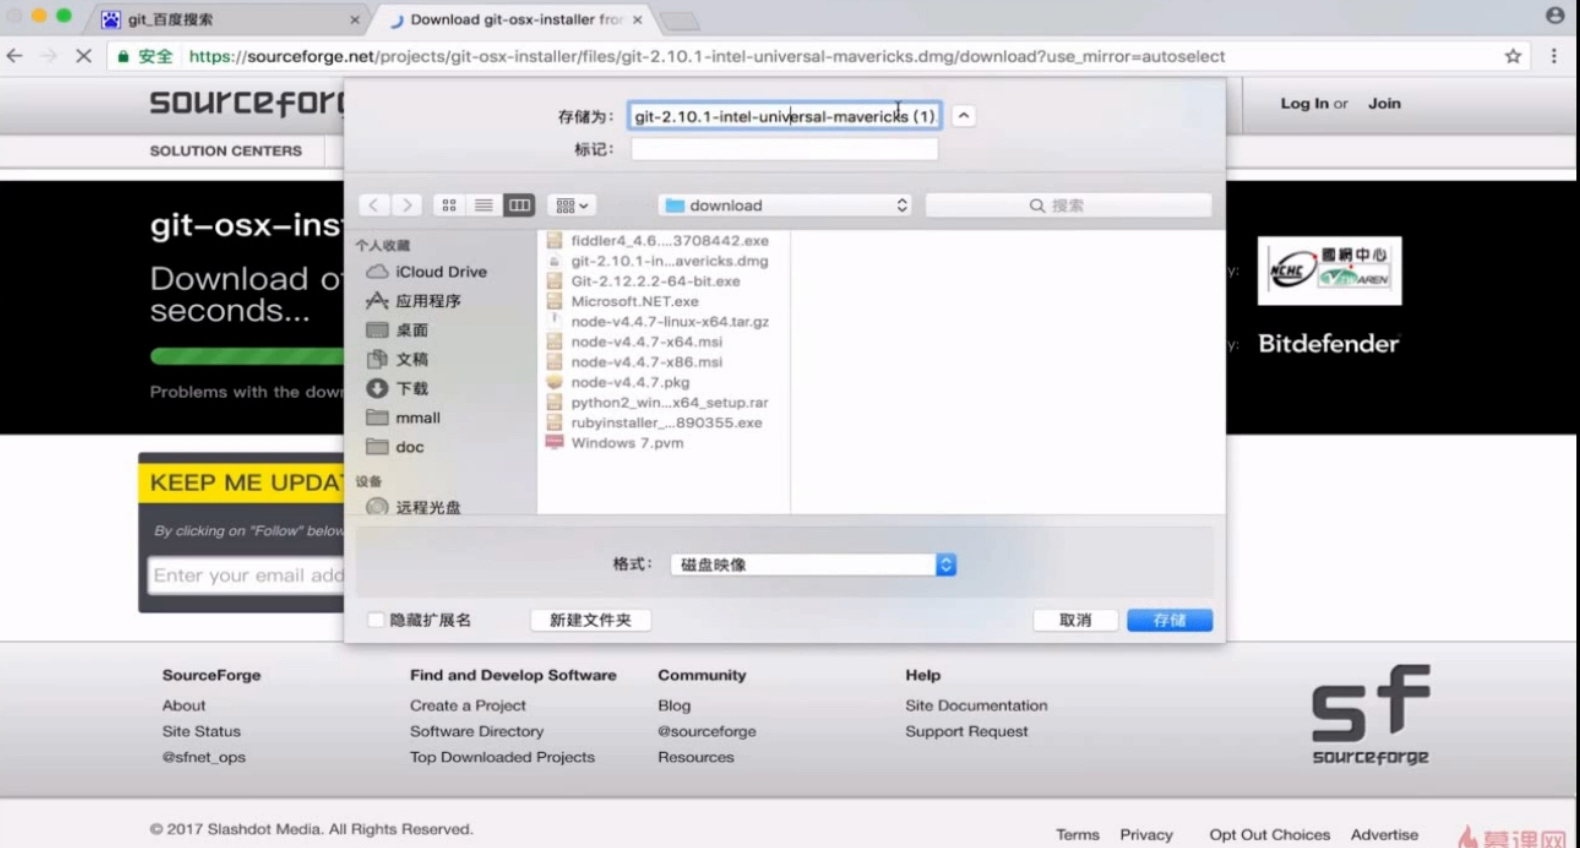 git_百度搜索
Download git-osx-installer fror
安全 https://sourceforge.net/projects/git-osx-installer/files/git-2.10.1-intel-universal-mavericks.dmg/download?use_mirror=autoselect
sourceforg
Log In or Join
SOLUTION CENTERS
存储为：
git-2.10.1-intel-universal-mavericks (1)
标记：
download
搜索
git-osx-ins
Download of
seconds...
Problems with the dow
个人收藏
iCloud Drive
应用程序
桌面
文稿
下载
mmall
doc
设备
远程光盘
fiddler4_4.6....3708442.exe
git-2.10.1-in...avericks.dmg
Git-2.12.2.2-64-bit.exe
Microsoft.NET.exe
node-v4.4.7-linux-x64.tar.gz
node-v4.4.7-x64.msi
node-v4.4.7-x86.msi
node-v4.4.7.pkg
python2_win...x64_setup.rar
rubyinstaller_...890355.exe
Windows 7.pvm
y:
NCHC
國網中心
AREN
y:
Bitdefender
KEEP ME UPDA
By clicking on "Follow" below
Enter your email add
格式：
磁盘映像
隐藏扩展名
新建文件夹
取消
存储
SourceForge
About
Site Status
@sfnet_ops
Find and Develop Software
Create a Project
Software Directory
Top Downloaded Projects
Community
Blog
@sourceforge
Resources
Help
Site Documentation
Support Request
sf
sourceforge
© 2017 Slashdot Media. All Rights Reserved.
Terms Privacy Opt Out Choices Advertise
慕课网